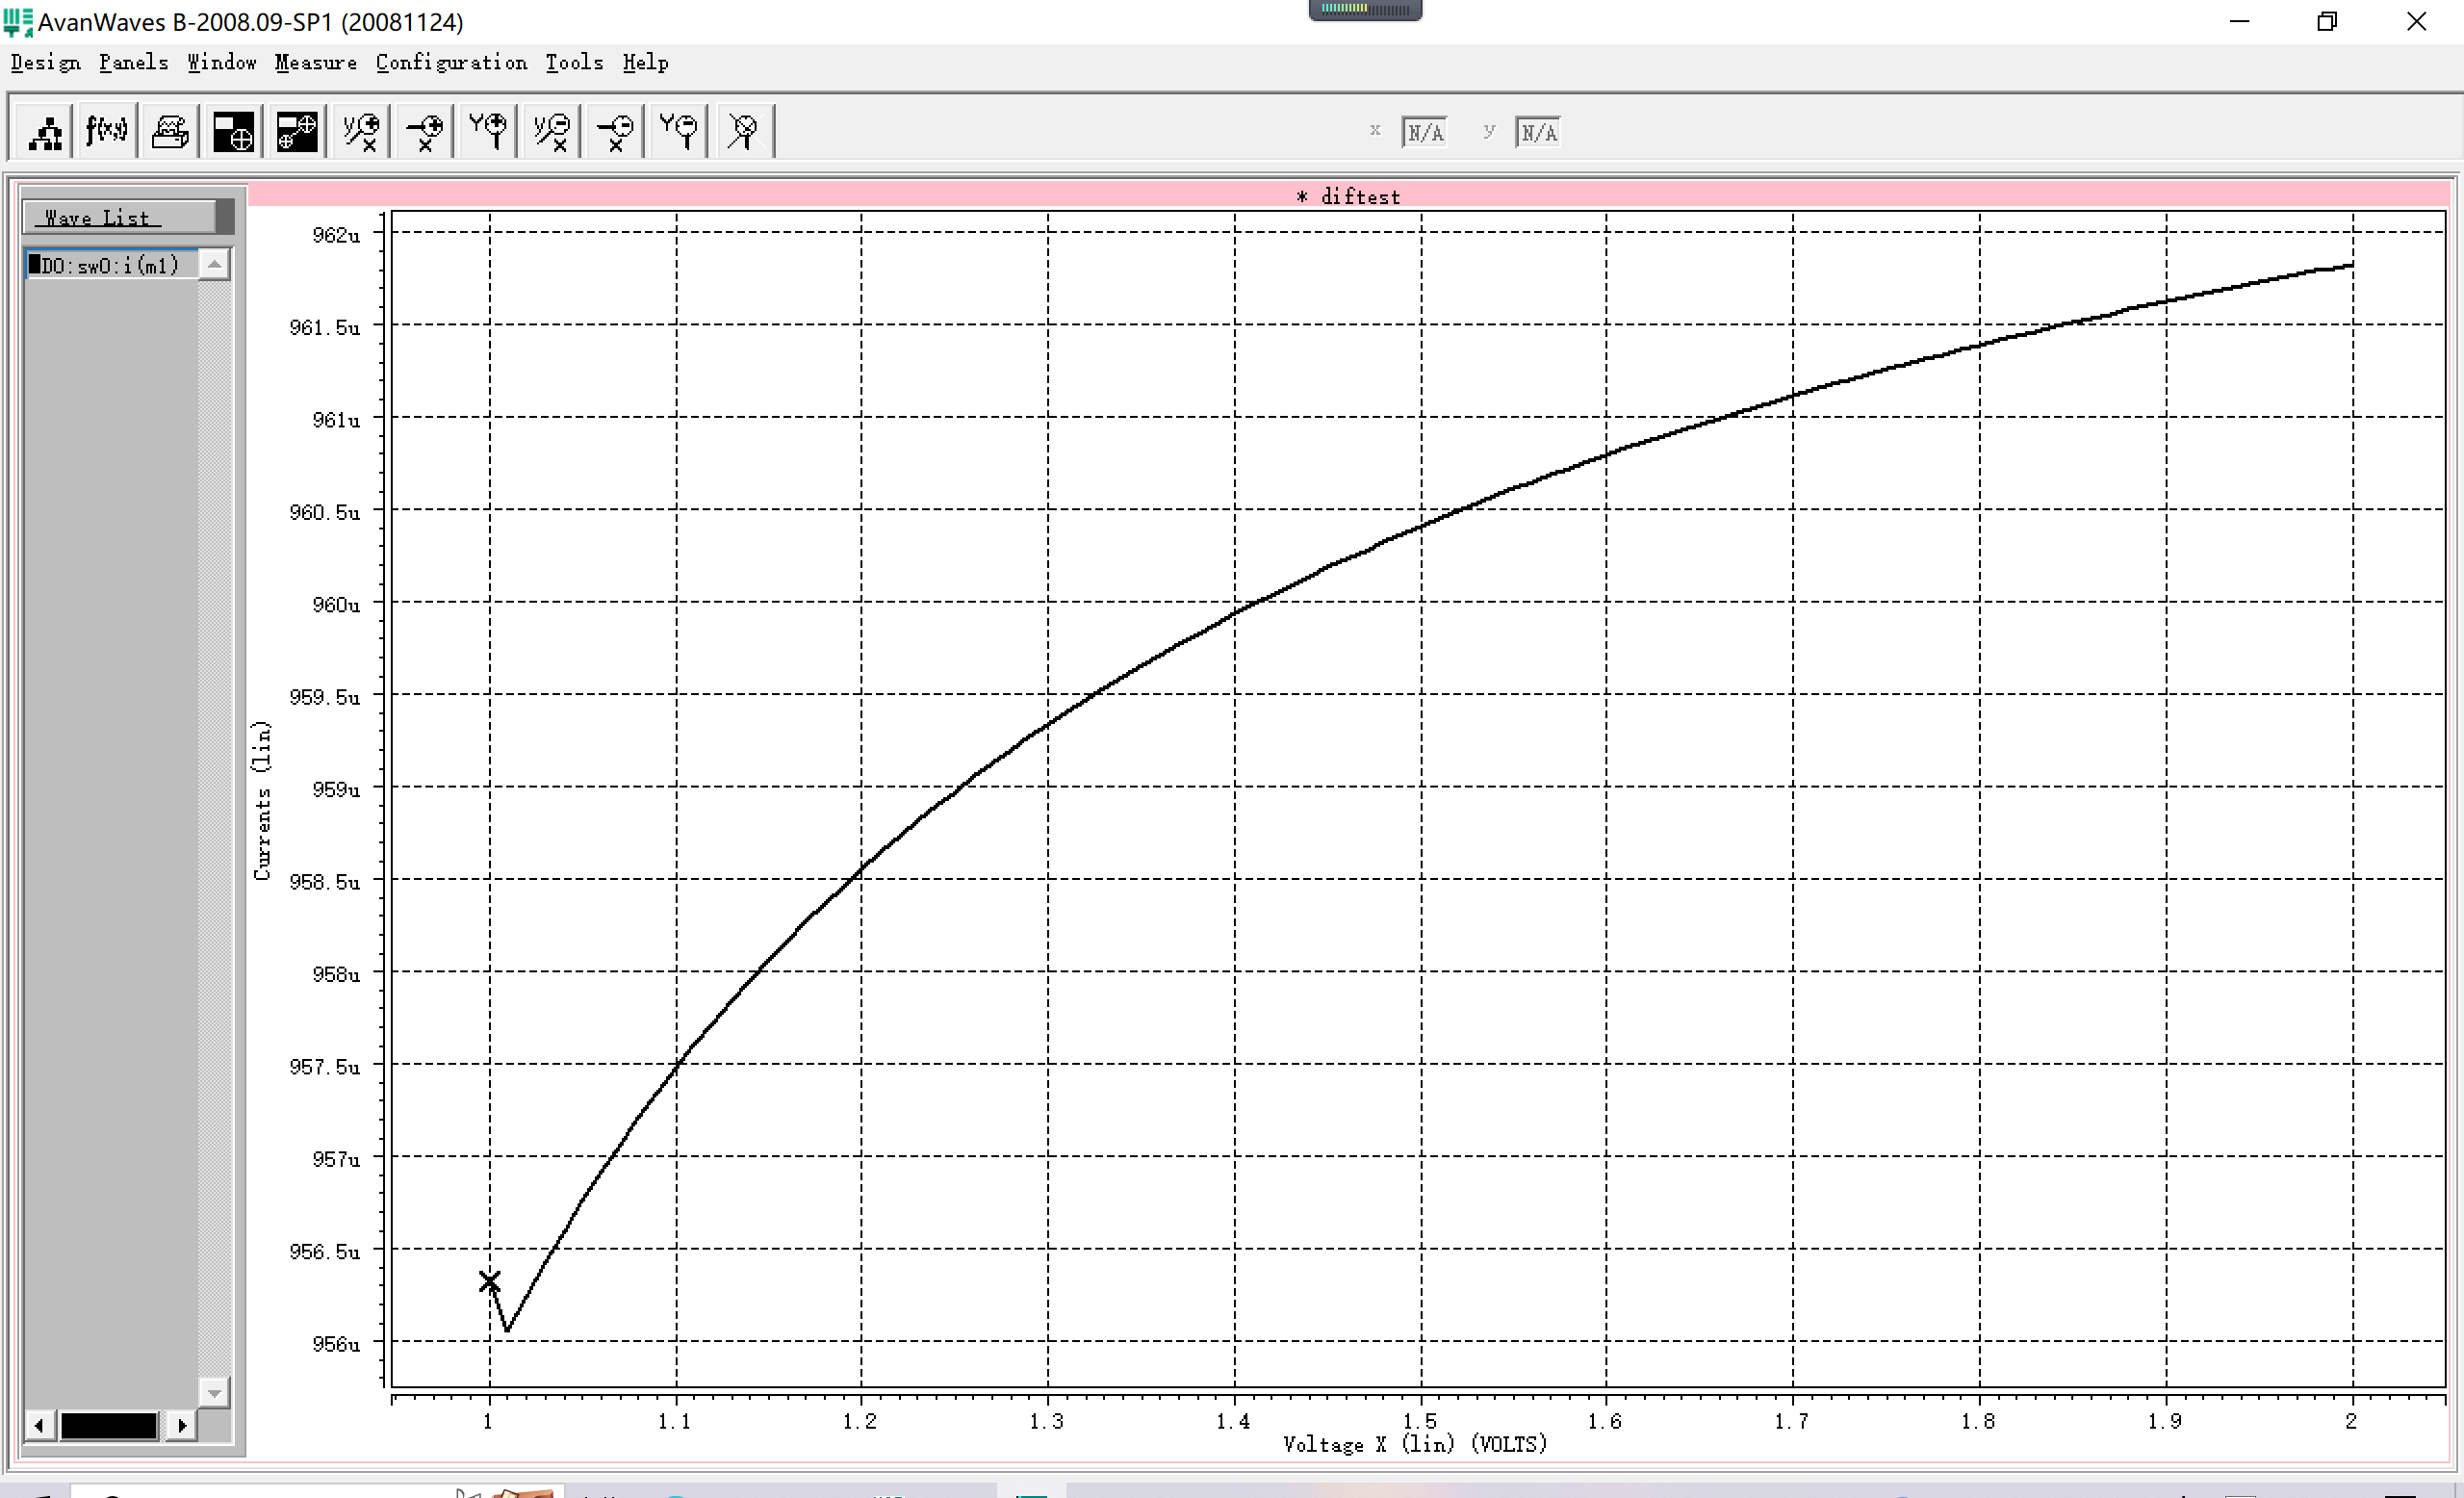 AvanWaves B-2008.09-SP1 (20081124)
Design Panels Window Measure Configuration Tools Help
f(x,y) x N/A y N/A
* diftest
Wave List
D0:sw0:i(m1)
962u
961.5u
961u
960.5u
960u
959.5u
959u
958.5u
958u
957.5u
957u
956.5u
956u
Currents (lin)
1 1.1 1.2 1.3 1.4 1.5 1.6 1.7 1.8 1.9 2
Voltage X (lin) (VOLTS)